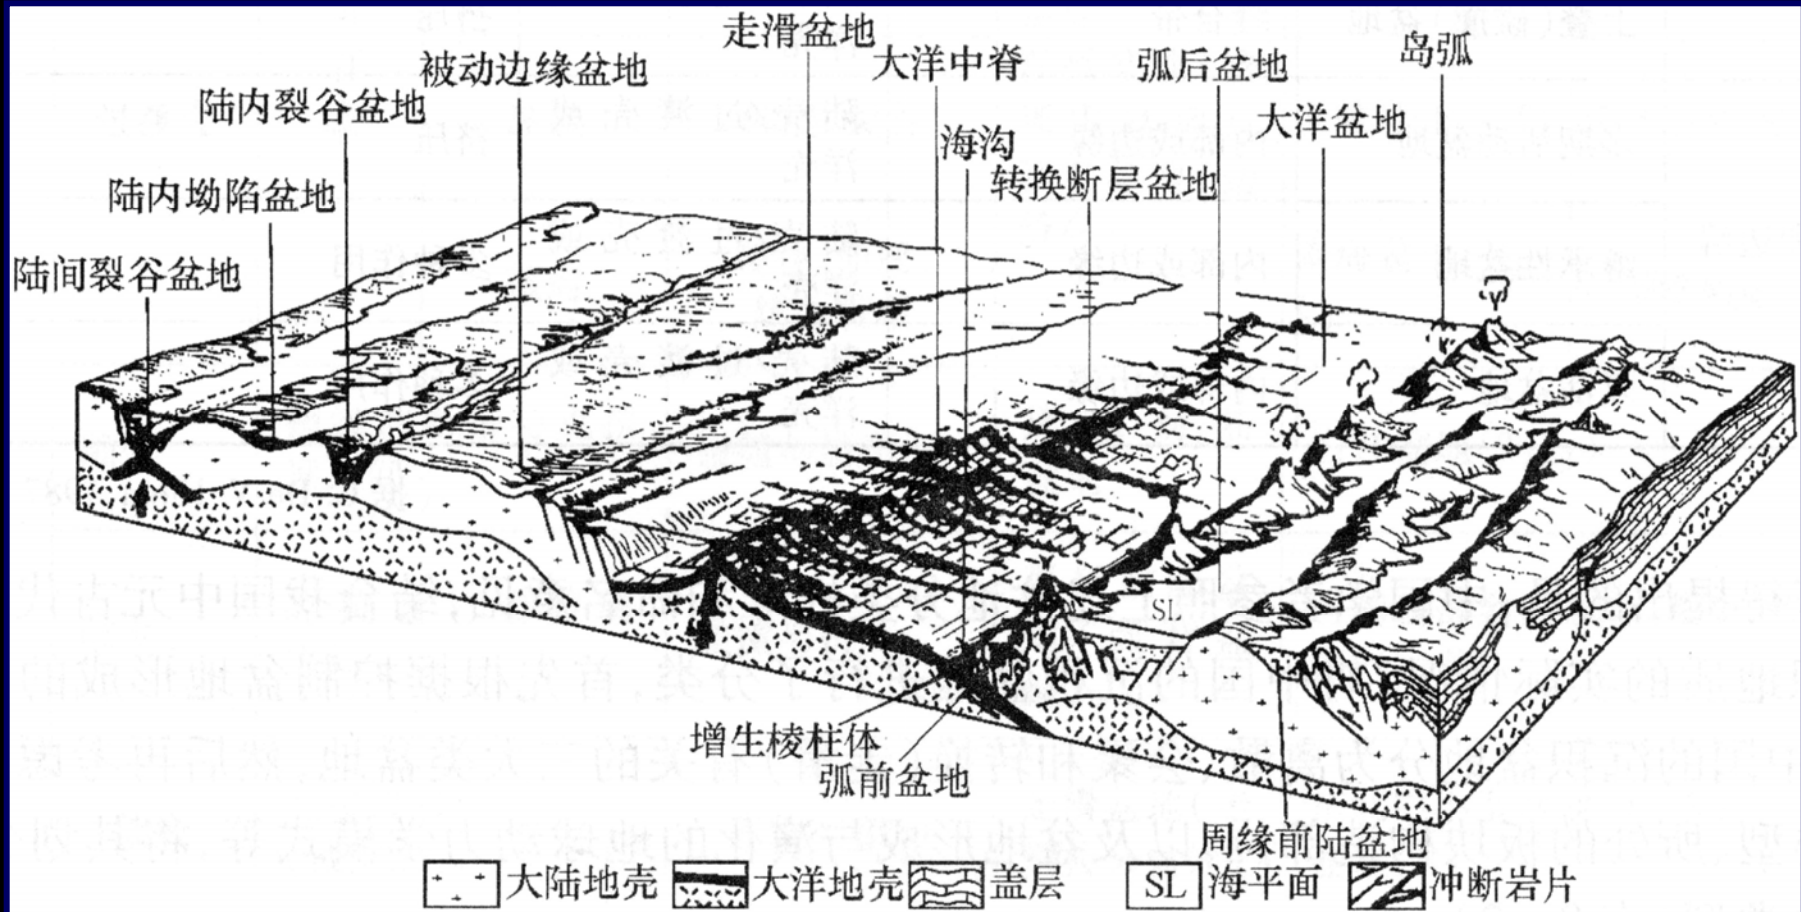 走滑盆地
大洋中脊
弧后盆地
岛弧
被动边缘盆地
陆内裂谷盆地
大洋盆地
海沟
转换断层盆地
陆内坳陷盆地
陆间裂谷盆地
SL
增生棱柱体
弧前盆地
周缘前陆盆地
大陆地壳 大洋地壳 盖层 SL 海平面 冲断岩片